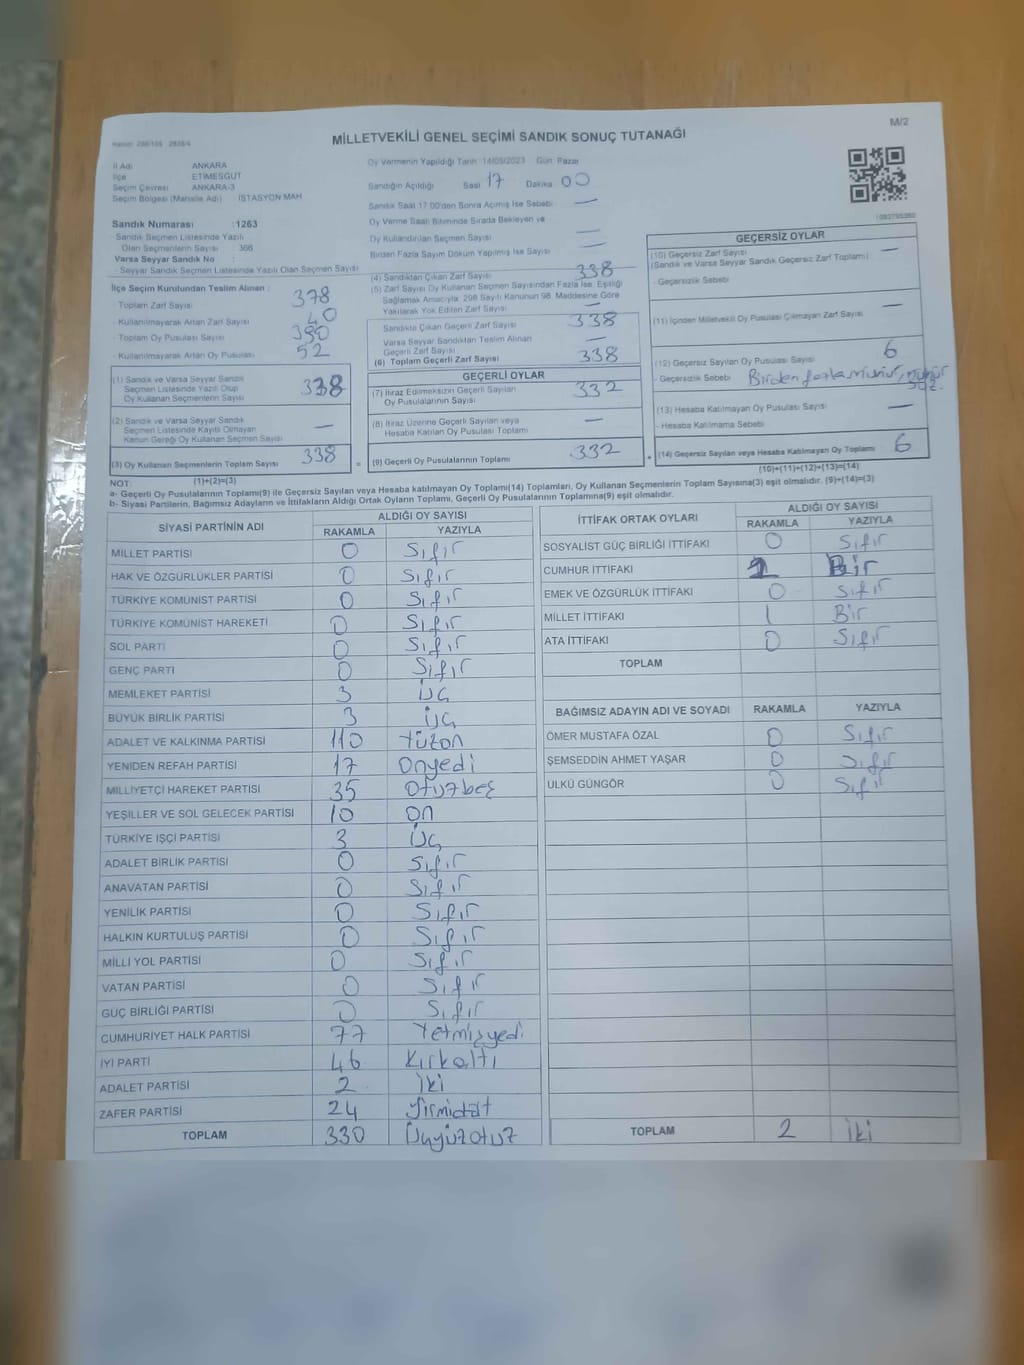 M/2
MİLLETVEKİLİ GENEL SEÇİMİ SANDIK SONUÇ TUTANAĞI
İl Adı ANKARA
İlçe ETİMESGUT
Seçim Çevresi ANKARA-3
Seçim Bölgesi (Mahalle Adı) İSTASYON MAH
Sandık Numarası :1263
Sandık Seçmen Listesinde Yazılı
Olan Seçmenlerin Sayısı : 366
Varsa Seyyar Sandık No :
Seyyar Sandık Seçmen Listesinde Yazılı Olan Seçmen Sayısı
İlçe Seçim Kurulundan Teslim Alınan :
- Toplam Zarf Sayısı 378
- Kullanılmayarak Artan Zarf Sayısı 40
- Toplam Oy Pusulası Sayısı 390
- Kullanılmayarak Artan Oy Pusulası 52
(1) Sandık ve Varsa Seyyar Sandık
Seçmen Listesinde Yazılı Olup
Oy Kullanan Seçmenlerin Sayısı 338
(2) Sandık ve Varsa Seyyar Sandık
Seçmen Listesinde Kayıtlı Olmayan
Kanun Gereği Oy Kullanan Seçmen Sayısı —
(3) Oy Kullanan Seçmenlerin Toplam Sayısı 338
(1)+(2)=(3)
Oy Vermenin Yapıldığı Tarih :14/05/2023 Gün: Pazar
Sandığın Açıldığı Saat 17 Dakika 00
Sandık Saat 17:00'den Sonra Açılmış İse Sebebi —
Oy Verme Saati Bitiminde Sırada Bekleyen ve
Oy Kullandırılan Seçmen Sayısı —
Birden Fazla Sayım Döküm Yapılmış İse Sayısı —
(4) Sandıktan Çıkan Zarf Sayısı 338
(5) Zarf Sayısı Oy Kullanan Seçmen Sayısından Fazla İse, Eşitliği
Sağlamak Amacıyla, 298 Sayılı Kanunun 98. Maddesine Göre
Yakılarak Yok Edilen Zarf Sayısı —
Sandıkta Çıkan Geçerli Zarf Sayısı 338
Varsa Seyyar Sandıktan Teslim Alınan
Geçerli Zarf Sayısı —
(6) Toplam Geçerli Zarf Sayısı 338
GEÇERLİ OYLAR
(7) İtiraz Edilmeksizin Geçerli Sayılan
Oy Pusulalarının Sayısı 332
(8) İtiraz Üzerine Geçerli Sayılan veya
Hesaba Katılan Oy Pusulası Toplamı —
= (9) Geçerli Oy Pusulalarının Toplamı 332
GEÇERSİZ OYLAR
(10) Geçersiz Zarf Sayısı —
(Sandık ve Varsa Seyyar Sandık Geçersiz Zarf Toplamı)
- Geçersizlik Sebebi
(11) İçinden Milletvekili Oy Pusulası Çıkmayan Zarf Sayısı —
(12) Geçersiz Sayılan Oy Pusulası Sayısı 6
- Geçersizlik Sebebi Birden fazla mühür, mühür
(13) Hesaba Katılmayan Oy Pusulası Sayısı —
- Hesaba Katılmama Sebebi
+ (14) Geçersiz Sayılan veya Hesaba Katılmayan Oy Toplamı 6
(10)+(11)+(12)+(13)=(14)
NOT:
a- Geçerli Oy Pusulalarının Toplamı(9) ile Geçersiz Sayılan veya Hesaba katılmayan Oy Toplamı(14) Toplamları, Oy Kullanan Seçmenlerin Toplam Sayısına(3) eşit olmalıdır. (9)+(14)=(3)
b- Siyasi Partilerin, Bağımsız Adayların ve İttifakların Aldığı Ortak Oyların Toplamı, Geçerli Oy Pusulalarının Toplamına(9) eşit olmalıdır.
SİYASİ PARTİNİN ADI ALDIĞI OY SAYISI
RAKAMLA YAZIYLA
MİLLET PARTİSİ 0 Sıfır
HAK VE ÖZGÜRLÜKLER PARTİSİ 0 Sıfır
TÜRKİYE KOMÜNİST PARTİSİ 0 Sıfır
TÜRKİYE KOMÜNİST HAREKETİ 0 Sıfır
SOL PARTİ 0 Sıfır
GENÇ PARTİ 0 Sıfır
MEMLEKET PARTİSİ 3 üç
BÜYÜK BİRLİK PARTİSİ 3 üç
ADALET VE KALKINMA PARTİSİ 110 Yüzon
YENİDEN REFAH PARTİSİ 17 Onyedi
MİLLİYETÇİ HAREKET PARTİSİ 35 Otuzbeş
YEŞİLLER VE SOL GELECEK PARTİSİ 10 on
TÜRKİYE İŞÇİ PARTİSİ 3 üç
ADALET BİRLİK PARTİSİ 0 Sıfır
ANAVATAN PARTİSİ 0 Sıfır
YENİLİK PARTİSİ 0 Sıfır
HALKIN KURTULUŞ PARTİSİ 0 Sıfır
MİLLİ YOL PARTİSİ 0 Sıfır
VATAN PARTİSİ 0 Sıfır
GÜÇ BİRLİĞİ PARTİSİ 0 Sıfır
CUMHURİYET HALK PARTİSİ 77 Yetmişyedi
İYİ PARTİ 46 Kırkaltı
ADALET PARTİSİ 2 iki
ZAFER PARTİSİ 24 Yirmidört
TOPLAM 330 Üçyüzotuz
İTTİFAK ORTAK OYLARI ALDIĞI OY SAYISI
RAKAMLA YAZIYLA
SOSYALİST GÜÇ BİRLİĞİ İTTİFAKI 0 Sıfır
CUMHUR İTTİFAKI 1 Bir
EMEK VE ÖZGÜRLÜK İTTİFAKI 0 Sıfır
MİLLET İTTİFAKI 1 Bir
ATA İTTİFAKI 0 Sıfır
TOPLAM
BAĞIMSIZ ADAYIN ADI VE SOYADI RAKAMLA YAZIYLA
ÖMER MUSTAFA ÖZAL 0 Sıfır
ŞEMSEDDİN AHMET YAŞAR 0 Sıfır
ÜLKÜ GÜNGÖR 0 Sıfır
TOPLAM 2 iki